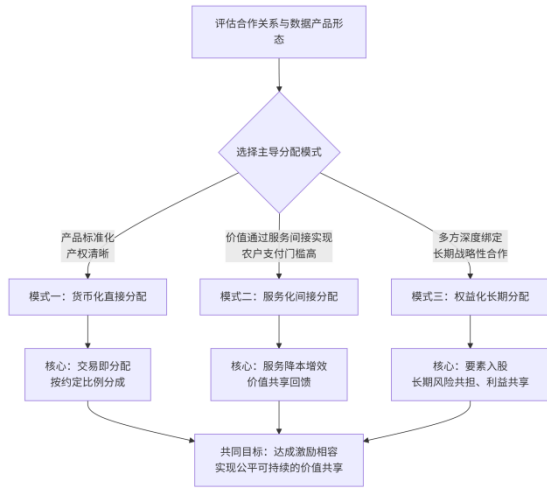 评估合作关系与数据产品形
态
选择主导分配模式
产品标准化
产权清晰
价值通过服务间接实现
农户支付门槛高
多方深度绑定
长期战略性合作
模式一：货币化直接分配
模式二：服务化间接分配
模式三：权益化长期分配
核心：交易即分配
按约定比例分成
核心：服务降本增效
价值共享回馈
核心：要素入股
长期风险共担、利益共享
共同目标：达成激励相容
实现公平可持续的价值共享